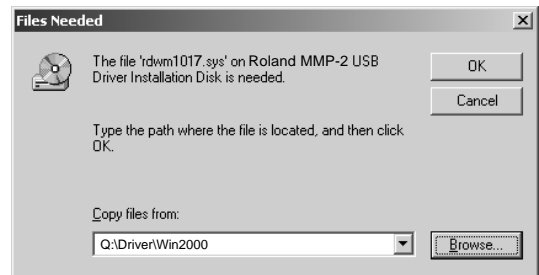 Files Needed
The file 'rdwm1017.sys' on Roland MMP-2 USB
Driver Installation Disk is needed.
OK
Cancel
Type the path where the file is located, and then click
OK.
Copy files from:
Q:\Driver\Win2000
Browse...